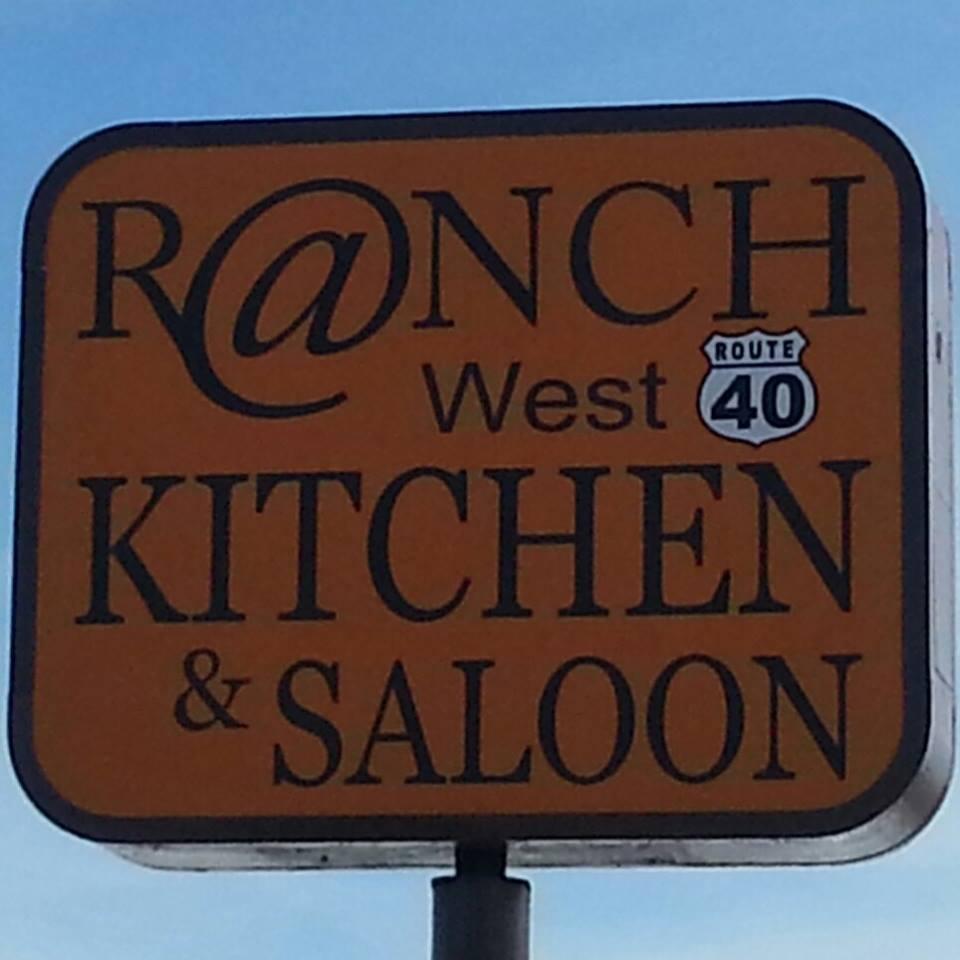 R@NCH
West ROUTE 40
KITCHEN
& SALOON